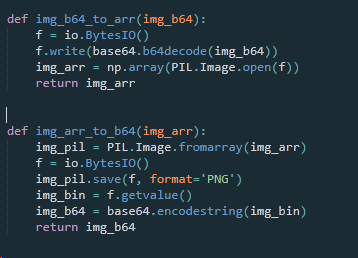 def img_b64_to_arr(img_b64):
    f = io.BytesIO()
    f.write(base64.b64decode(img_b64))
    img_arr = np.array(PIL.Image.open(f))
    return img_arr

def img_arr_to_b64(img_arr):
    img_pil = PIL.Image.fromarray(img_arr)
    f = io.BytesIO()
    img_pil.save(f, format='PNG')
    img_bin = f.getvalue()
    img_b64 = base64.encodestring(img_bin)
    return img_b64